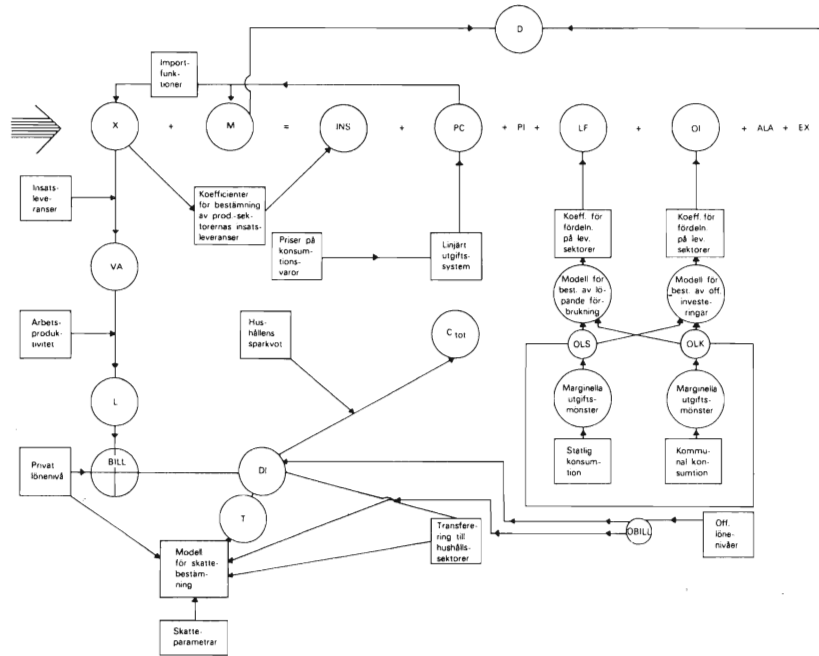 D
Import-
funk-
tioner
X + M = INS + PC + PI + LF + OI + ALA + EX
Insats-
leve-
ranser
Koefficienter
för bestämning
av prod.-sek-
torernas insats-
leveranser
Priser på
konsumtions-
varor
Linjärt
utgifts-
system
Koeff. för
fördeln.
på lev.
sektorer
Koeff. för
fördeln.
på lev.
sektorer
VA
Modell för
best. av lö-
pande för-
brukning
Modell för
best. av off.
investe-
ringar
Arbets-
produk-
tivitet
Hus-
hållens
sparkvot
C tot
OLS
OLK
L
Marginella
utgifts-
mönster
Marginella
utgifts-
mönster
Privat
lönenivå
BILL
DI
Statlig
konsum-
tion
Kommu-
nal kon-
sumtion
T
Modell
för skatte-
bestäm-
ning
Transfere-
ring till
hushålls-
sektorer
OBILL
Off.
löne-
nivåer
Skatte-
parametrar